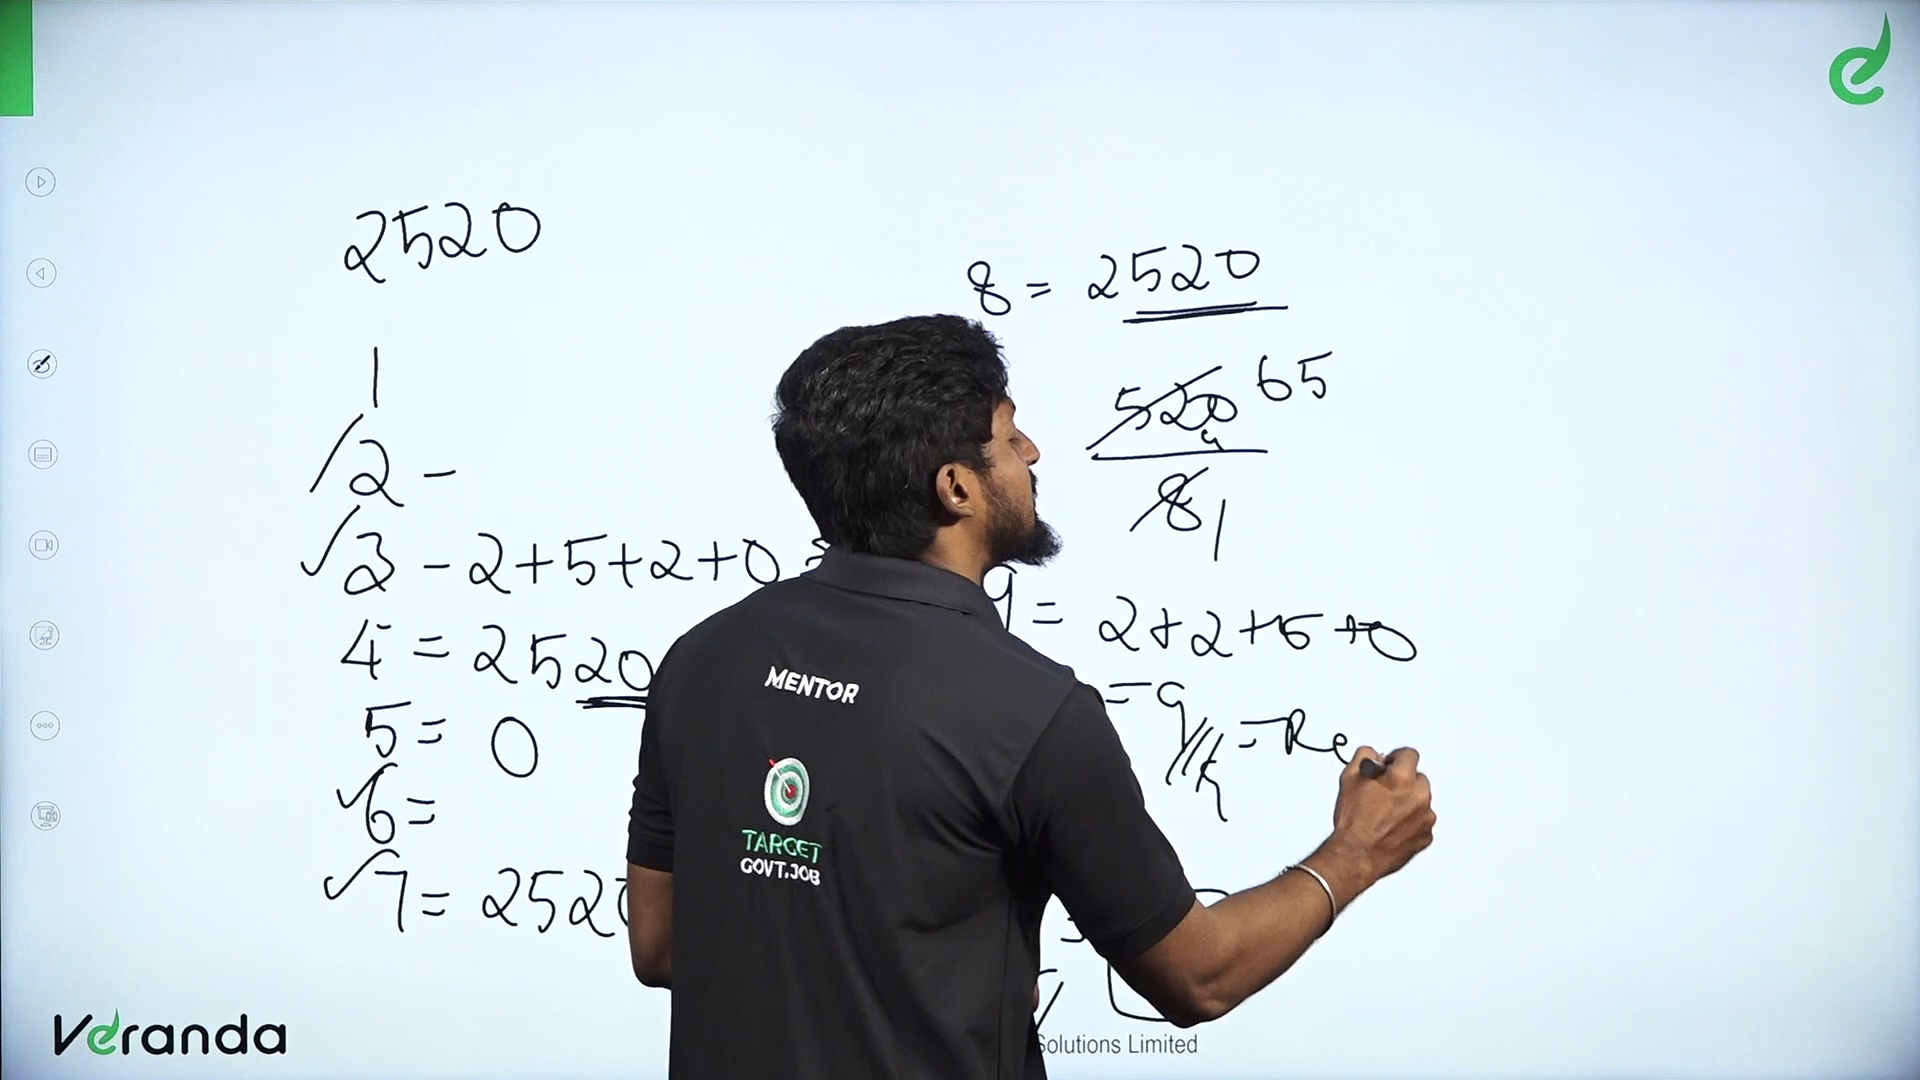 2520
1
2 -
3 - 2+5+2+0
4 = 2520
5 = 0
6 =
7 = 2520
8 = 2520
520 65
8 1
9 = 2+2+5+0
= 9
MENTOR
TARGET
GOVT.JOB
Veranda
Solutions Limited